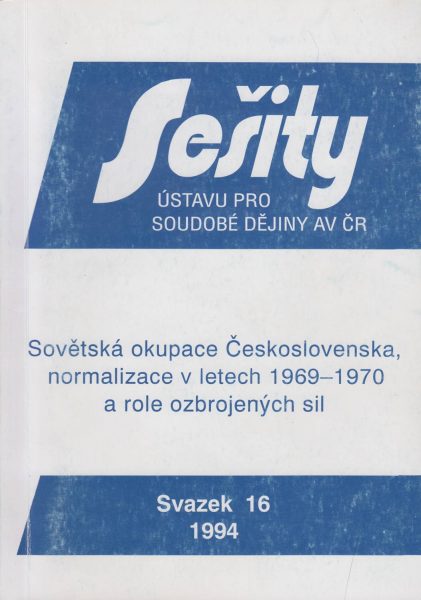 Sešity
ÚSTAVU PRO
SOUDOBÉ DĚJINY AV ČR
Sovětská okupace Československa,
normalizace v letech 1969–1970
a role ozbrojených sil
Svazek 16
1994